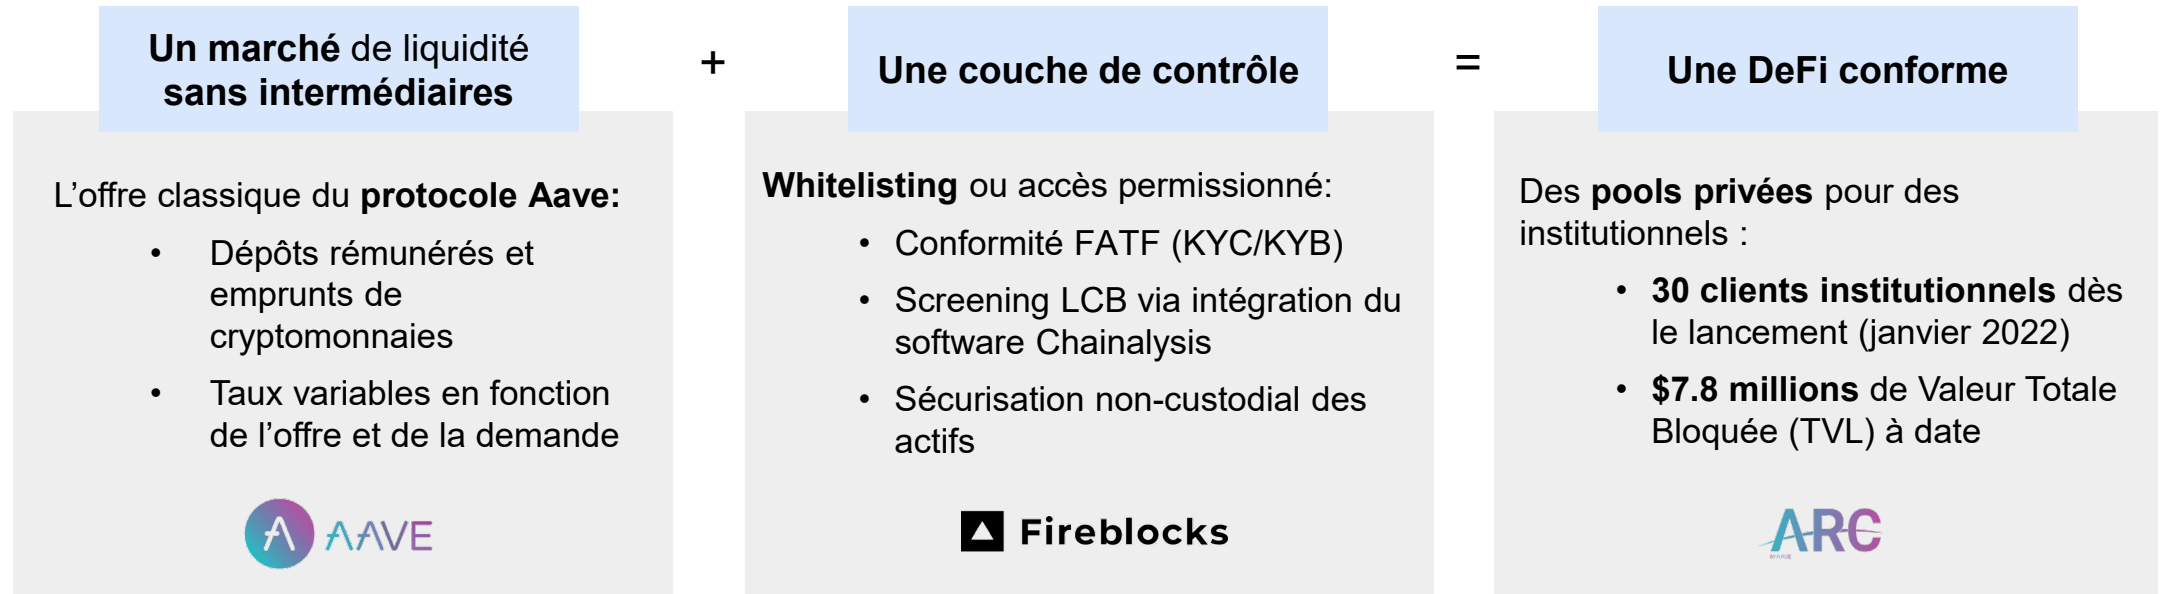 Un marché de liquidité
sans intermédiaires
+
Une couche de contrôle
=
Une DeFi conforme
L’offre classique du protocole Aave:
• Dépôts rémunérés et
emprunts de
cryptomonnaies
• Taux variables en fonction
de l’offre et de la demande
AAVE
Whitelisting ou accès permissionné:
• Conformité FATF (KYC/KYB)
• Screening LCB via intégration du
software Chainalysis
• Sécurisation non-custodial des
actifs
Fireblocks
Des pools privées pour des
institutionnels :
• 30 clients institutionnels dès
le lancement (janvier 2022)
• $7.8 millions de Valeur Totale
Bloquée (TVL) à date
ARC
BY AAVE